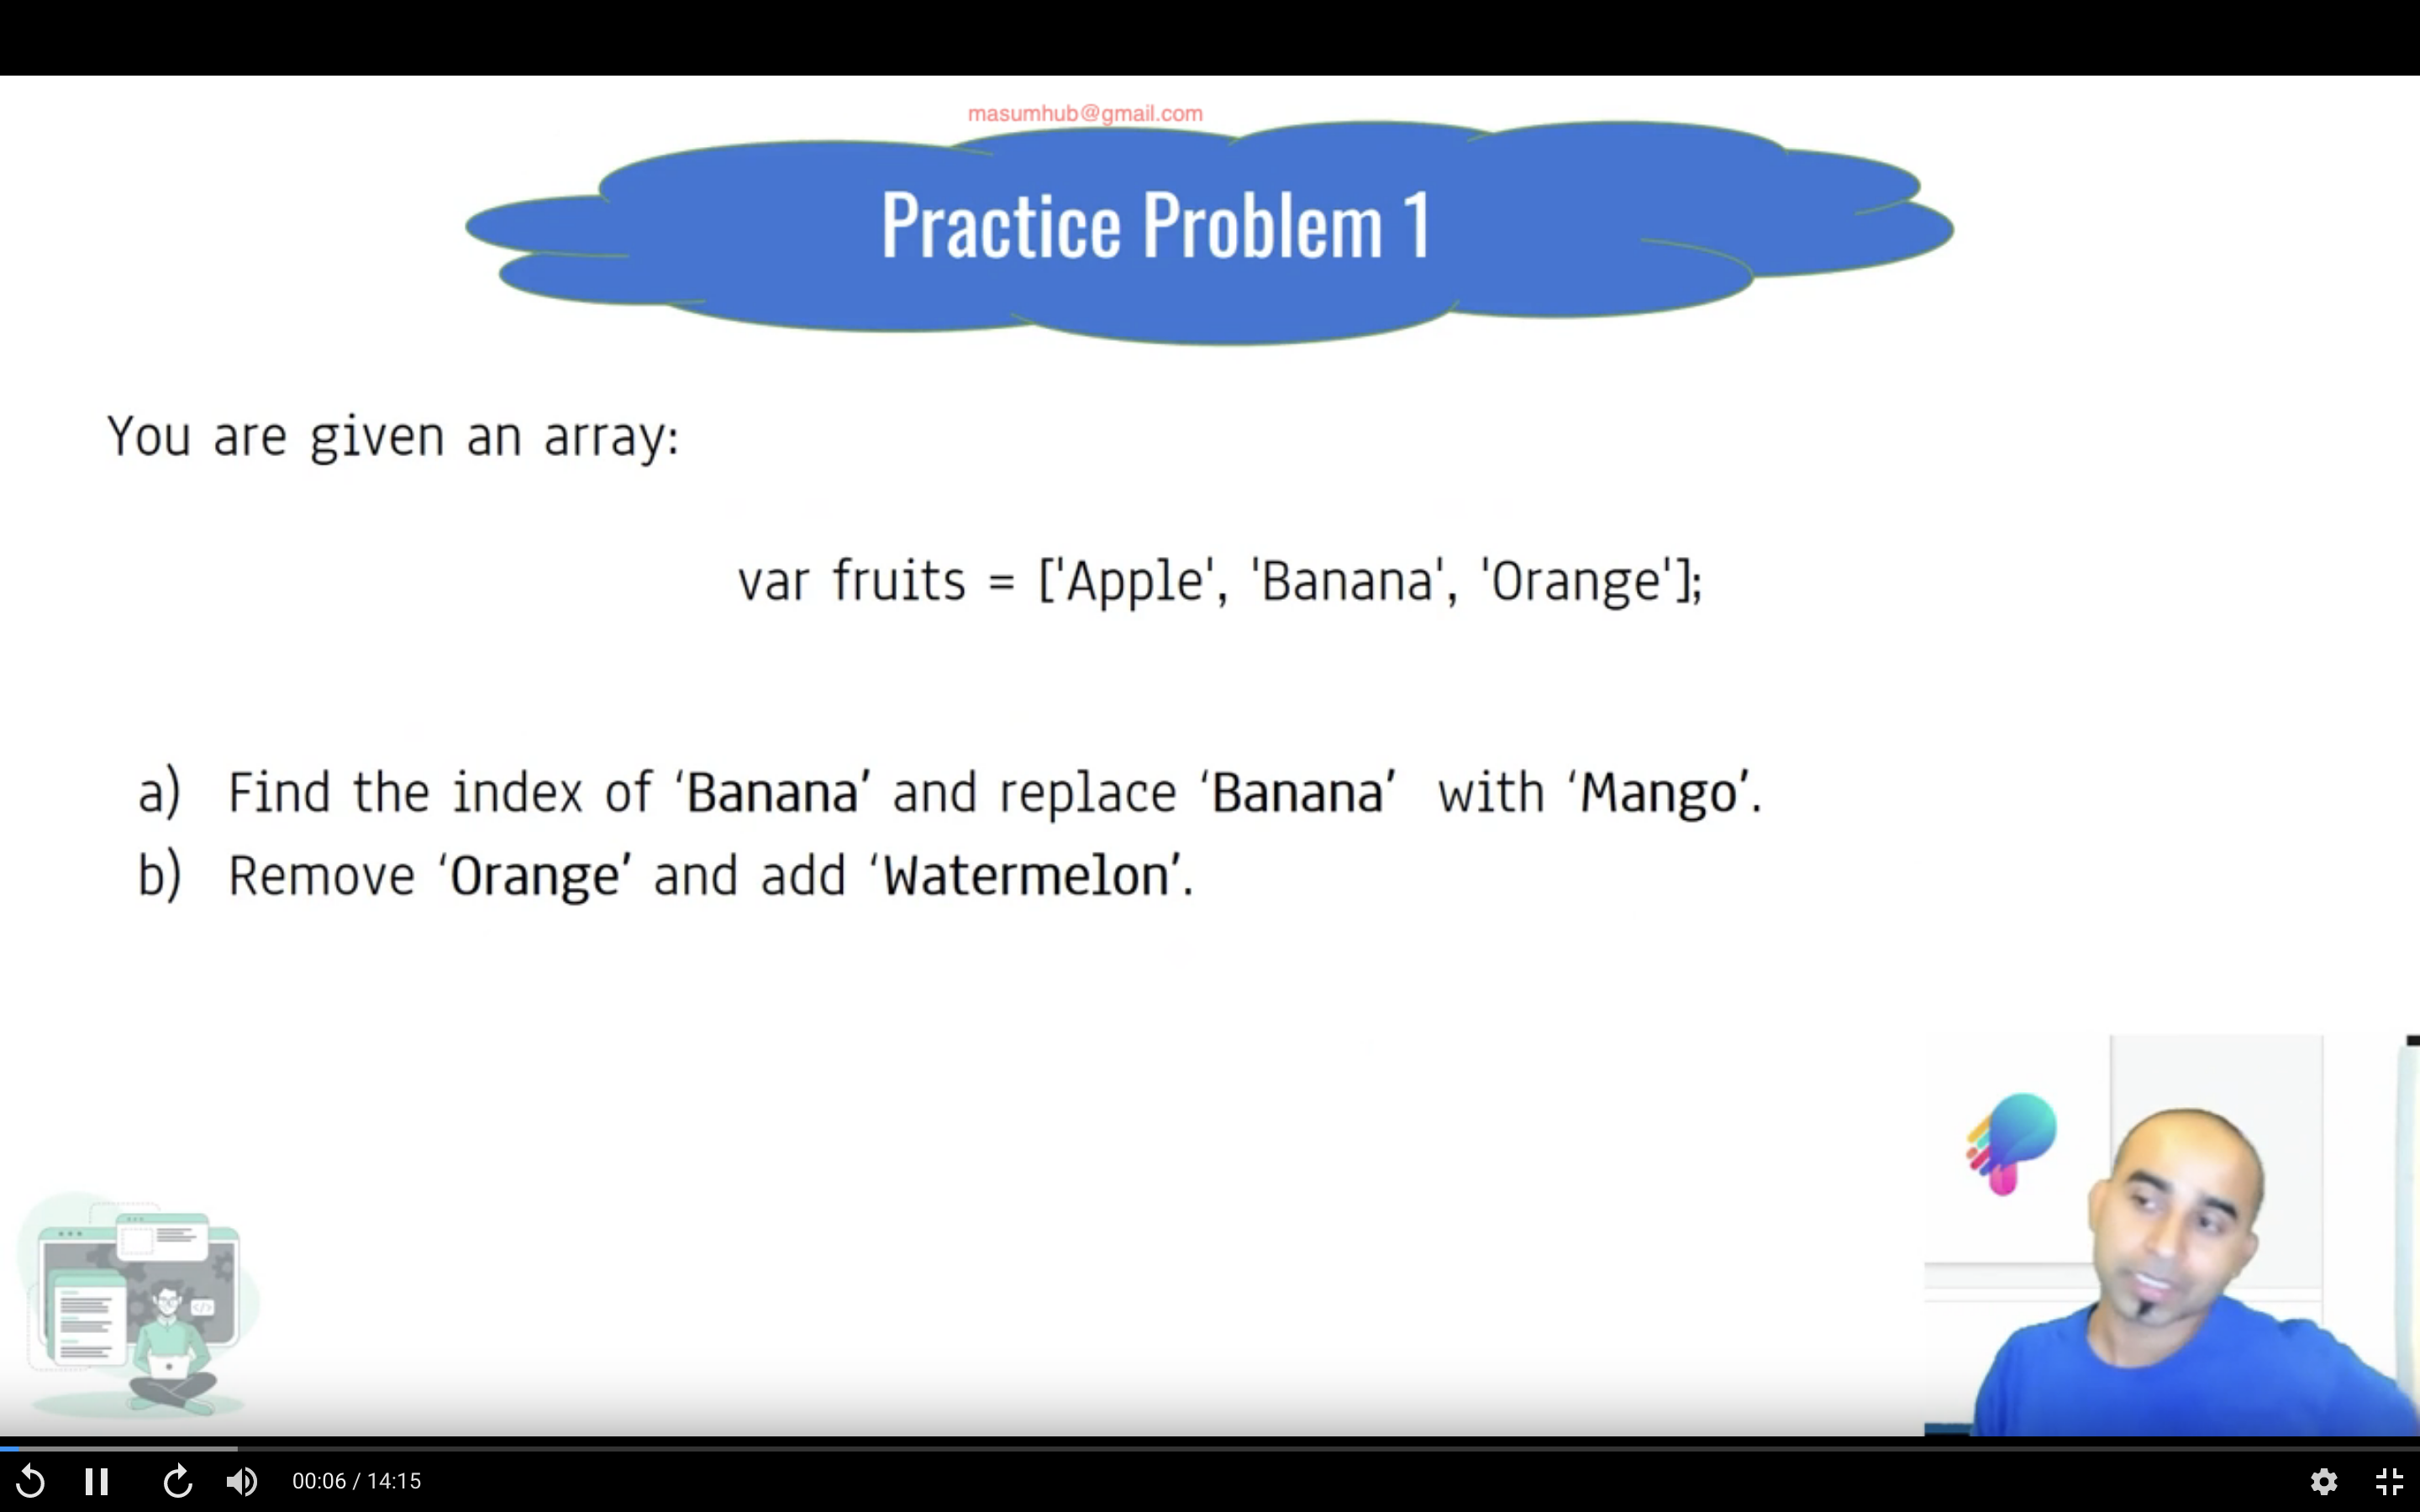 masumhub@gmail.com
Practice Problem 1
You are given an array:
var fruits = ['Apple', 'Banana', 'Orange'];
a) Find the index of ‘Banana’ and replace ‘Banana’ with ‘Mango’.
b) Remove ‘Orange’ and add ‘Watermelon’.
00:06 / 14:15